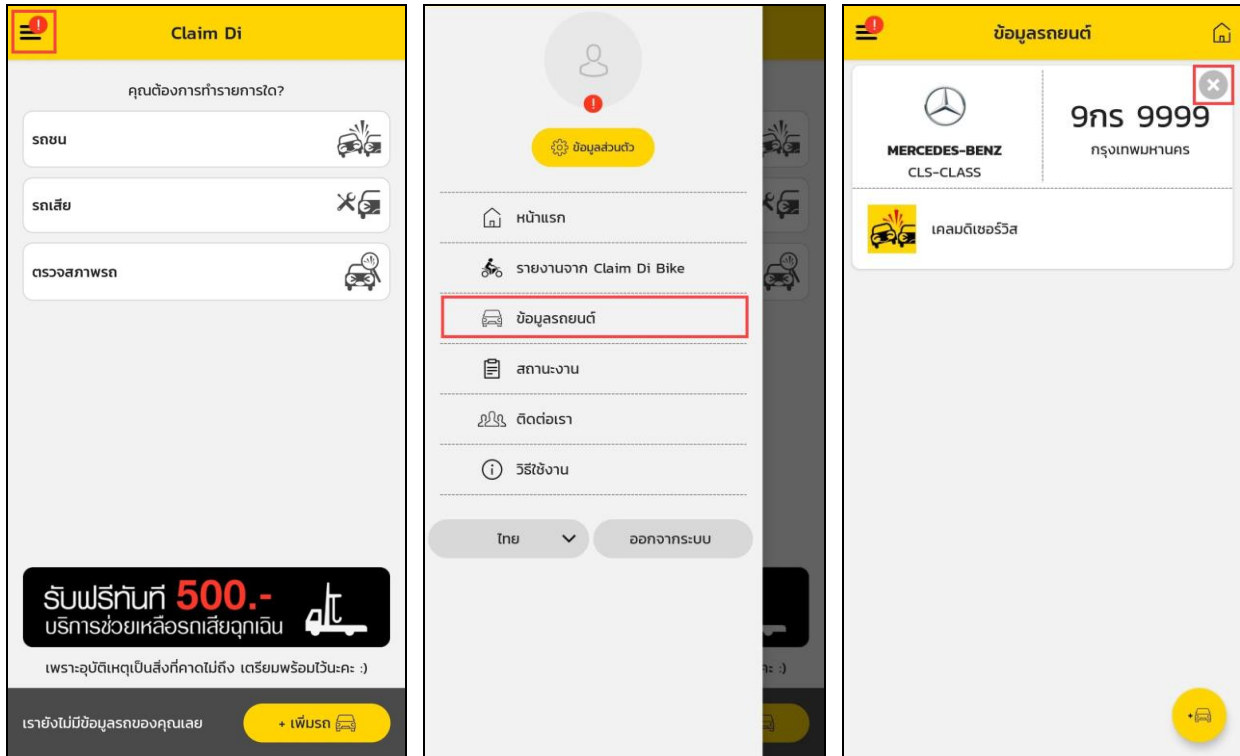 Claim Di
คุณต้องการทำรายการใด?
รถชน
รถเสีย
ตรวจสภาพรถ
รับฟรีทันที 500.-
บริการช่วยเหลือรถเสียฉุกเฉิน
เพราะอุบัติเหตุเป็นสิ่งที่คาดไม่ถึง เตรียมพร้อมไว้นะคะ :)
เรายังไม่มีข้อมูลรถของคุณเลย
+ เพิ่มรถ
ข้อมูลส่วนตัว
หน้าแรก
รายงานจาก Claim Di Bike
ข้อมูลรถยนต์
สถานะงาน
ติดต่อเรา
วิธีใช้งาน
ไทย
ออกจากระบบ
คะ :)
ข้อมูลรถยนต์
MERCEDES-BENZ
CLS-CLASS
9กร 9999
กรุงเทพมหานคร
เคลมดิเซอร์วิส